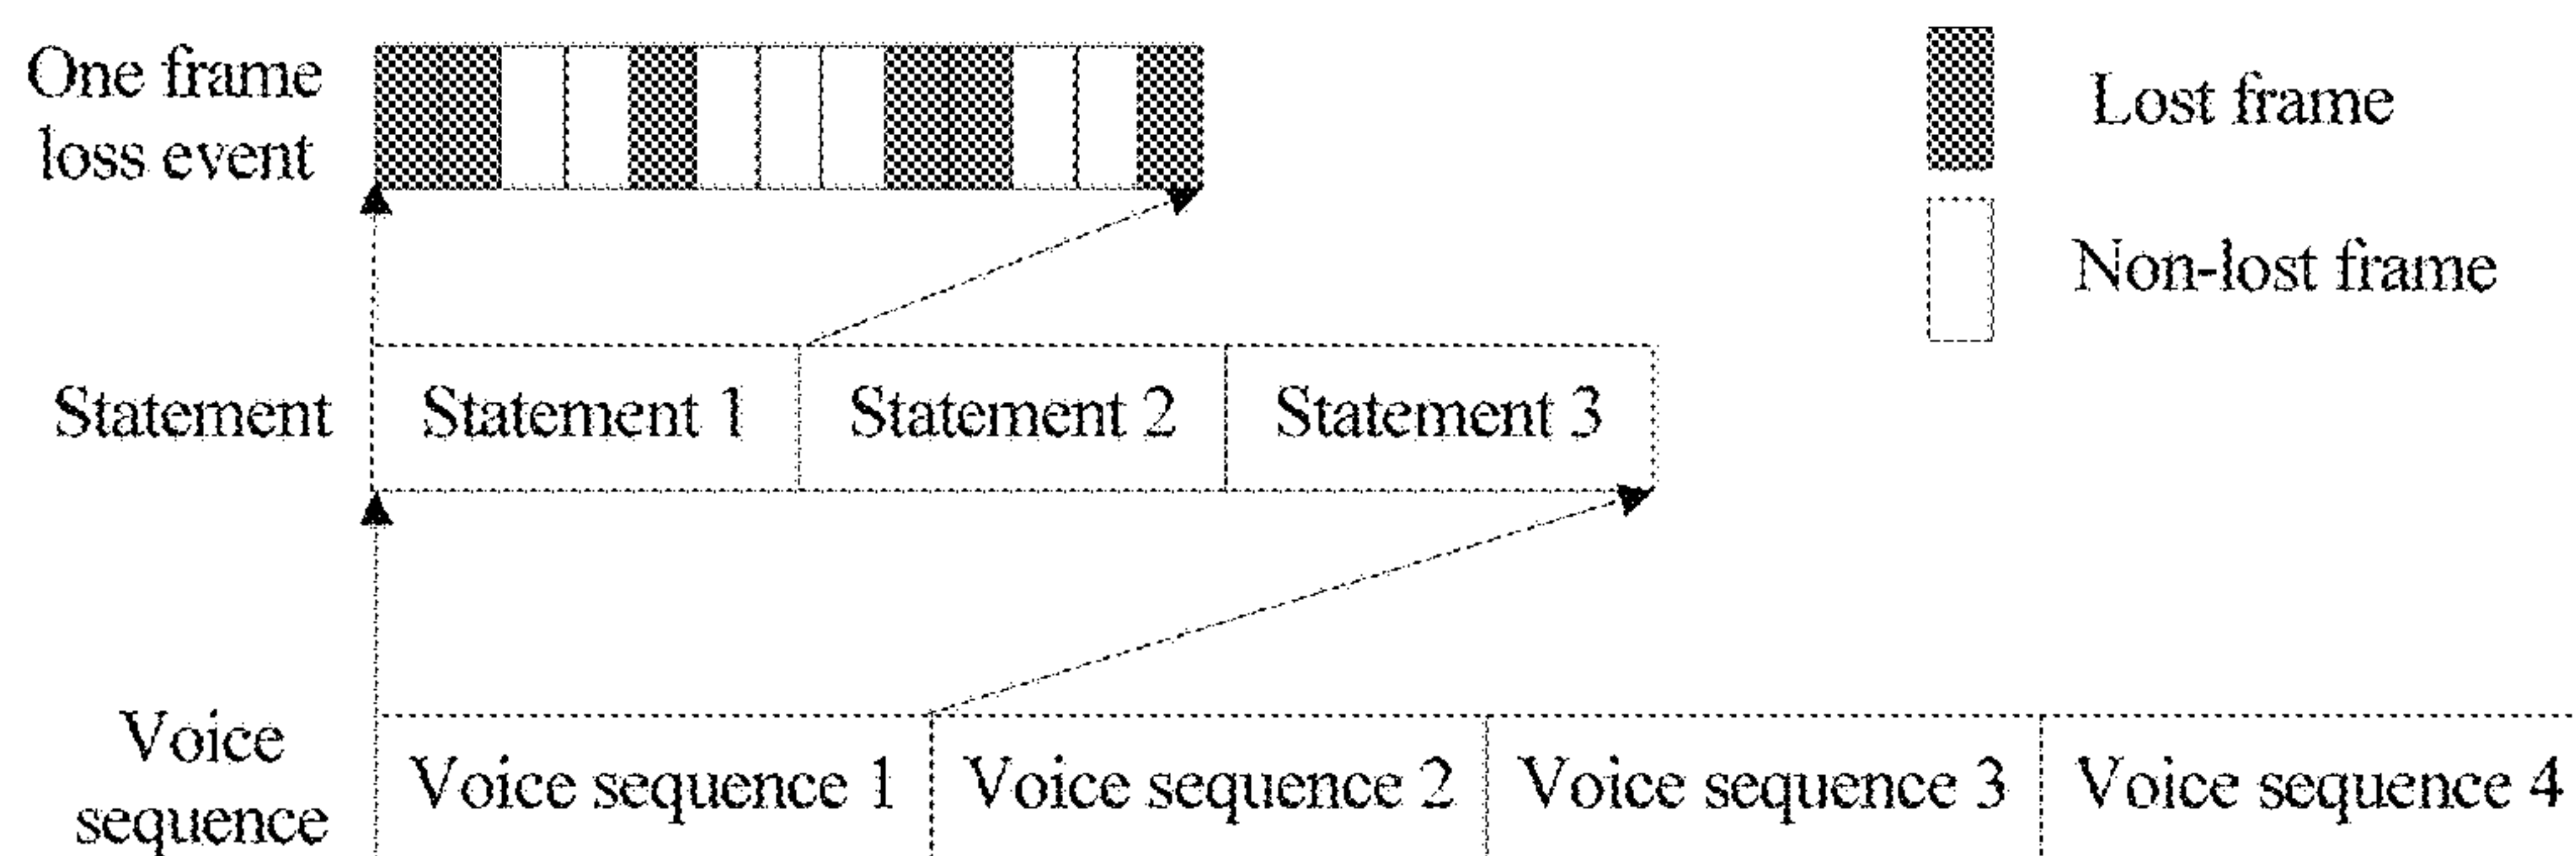 One frame
loss event
Lost frame
Non-lost frame
Statement
Statement 1
Statement 2
Statement 3
Voice
sequence
Voice sequence 1
Voice sequence 2
Voice sequence 3
Voice sequence 4